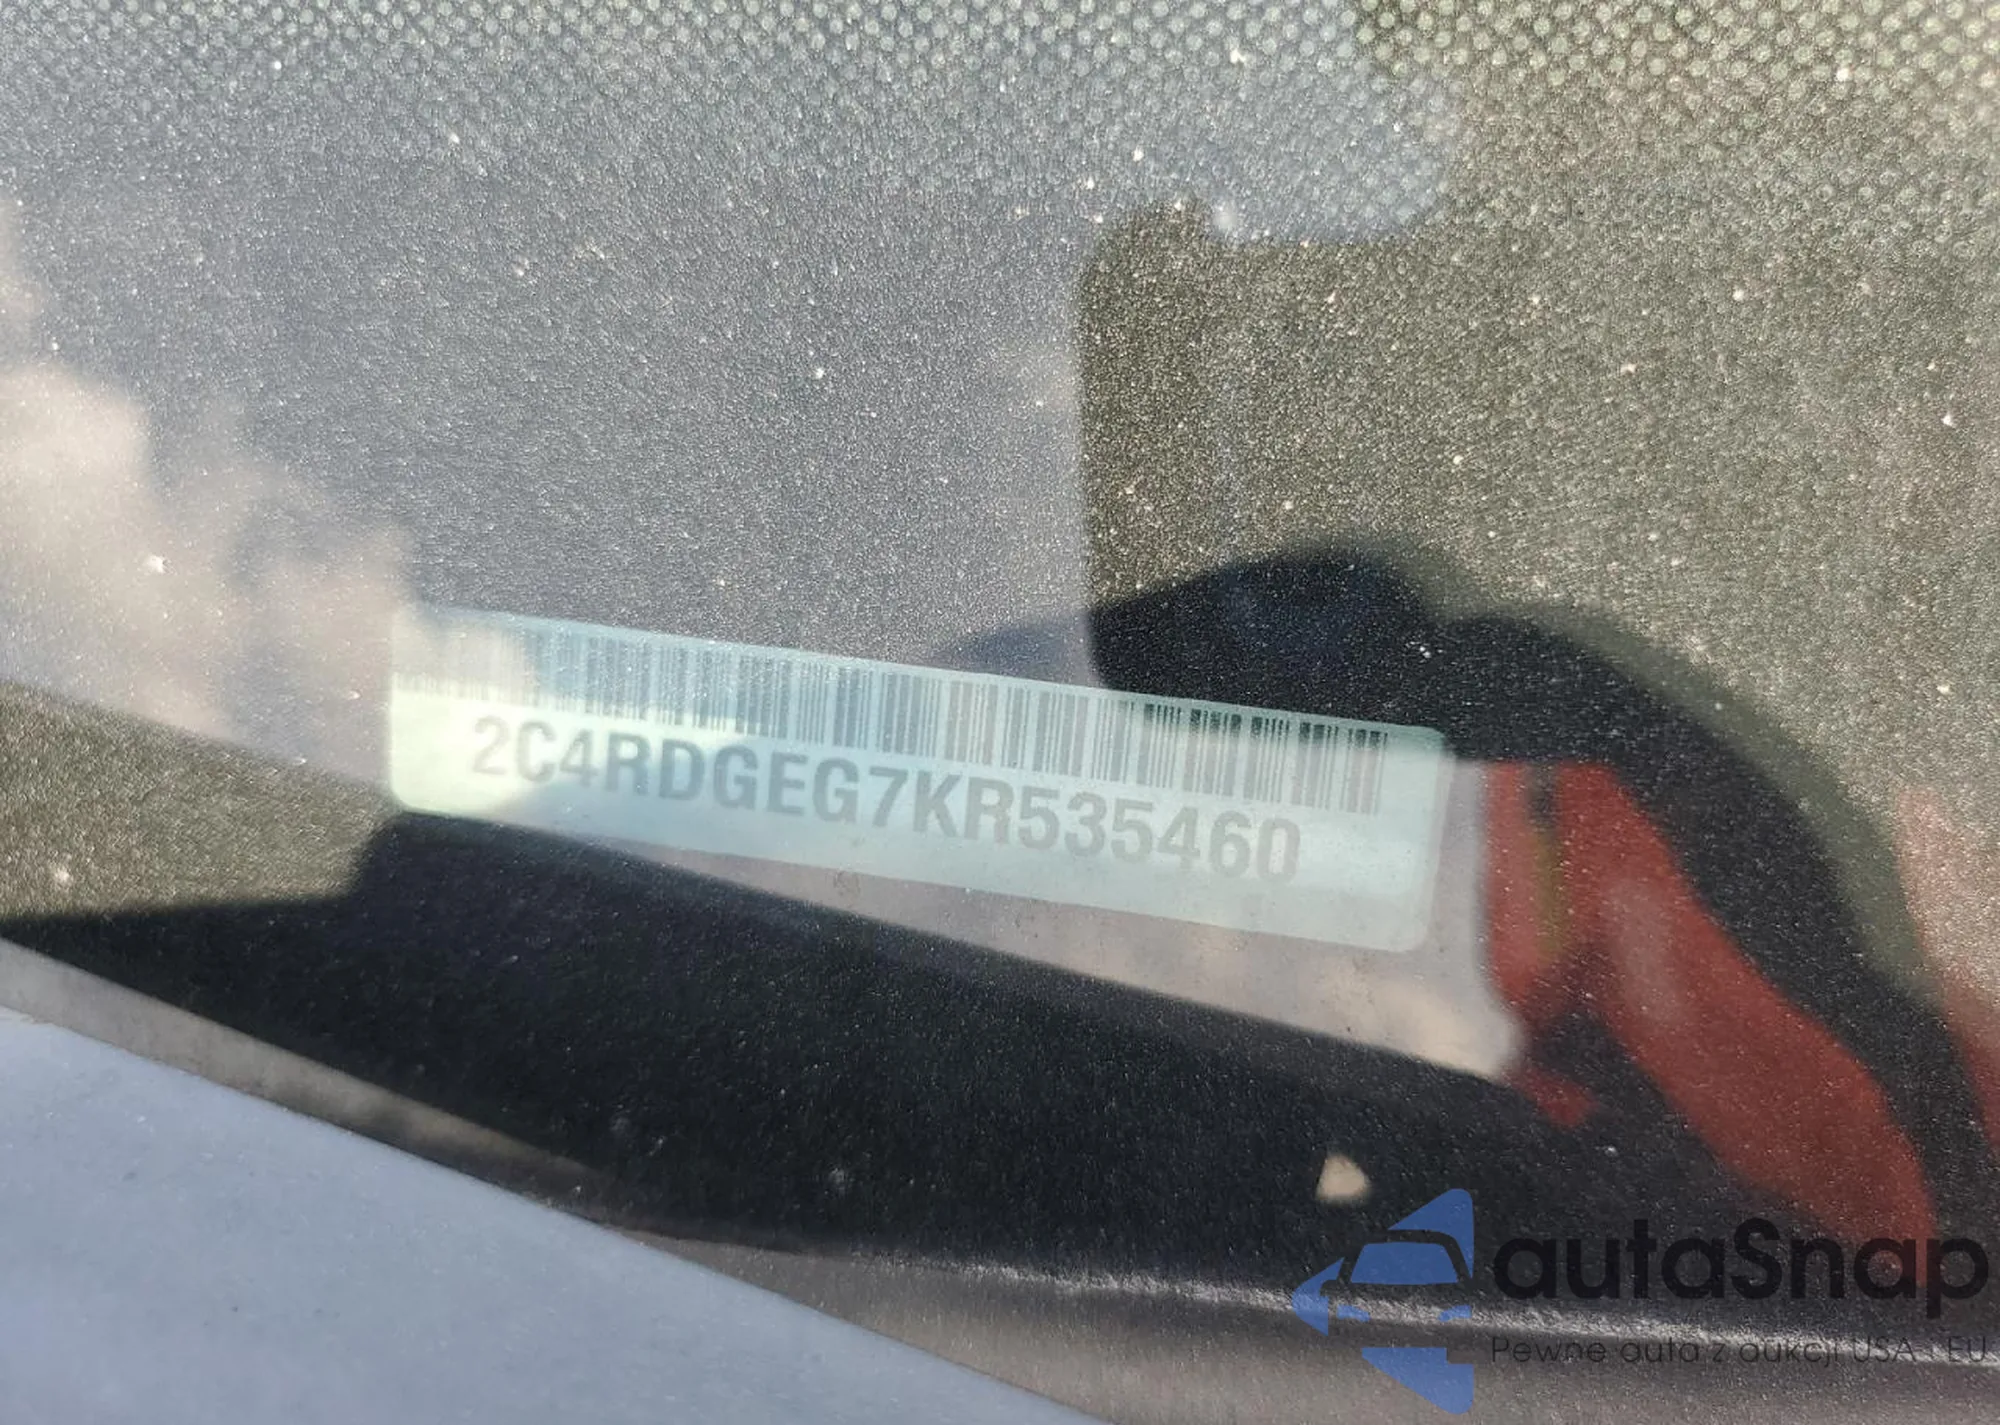 2C4RDGEG7KR535460
autaSnap
Pewne auta z aukcji USA i EU